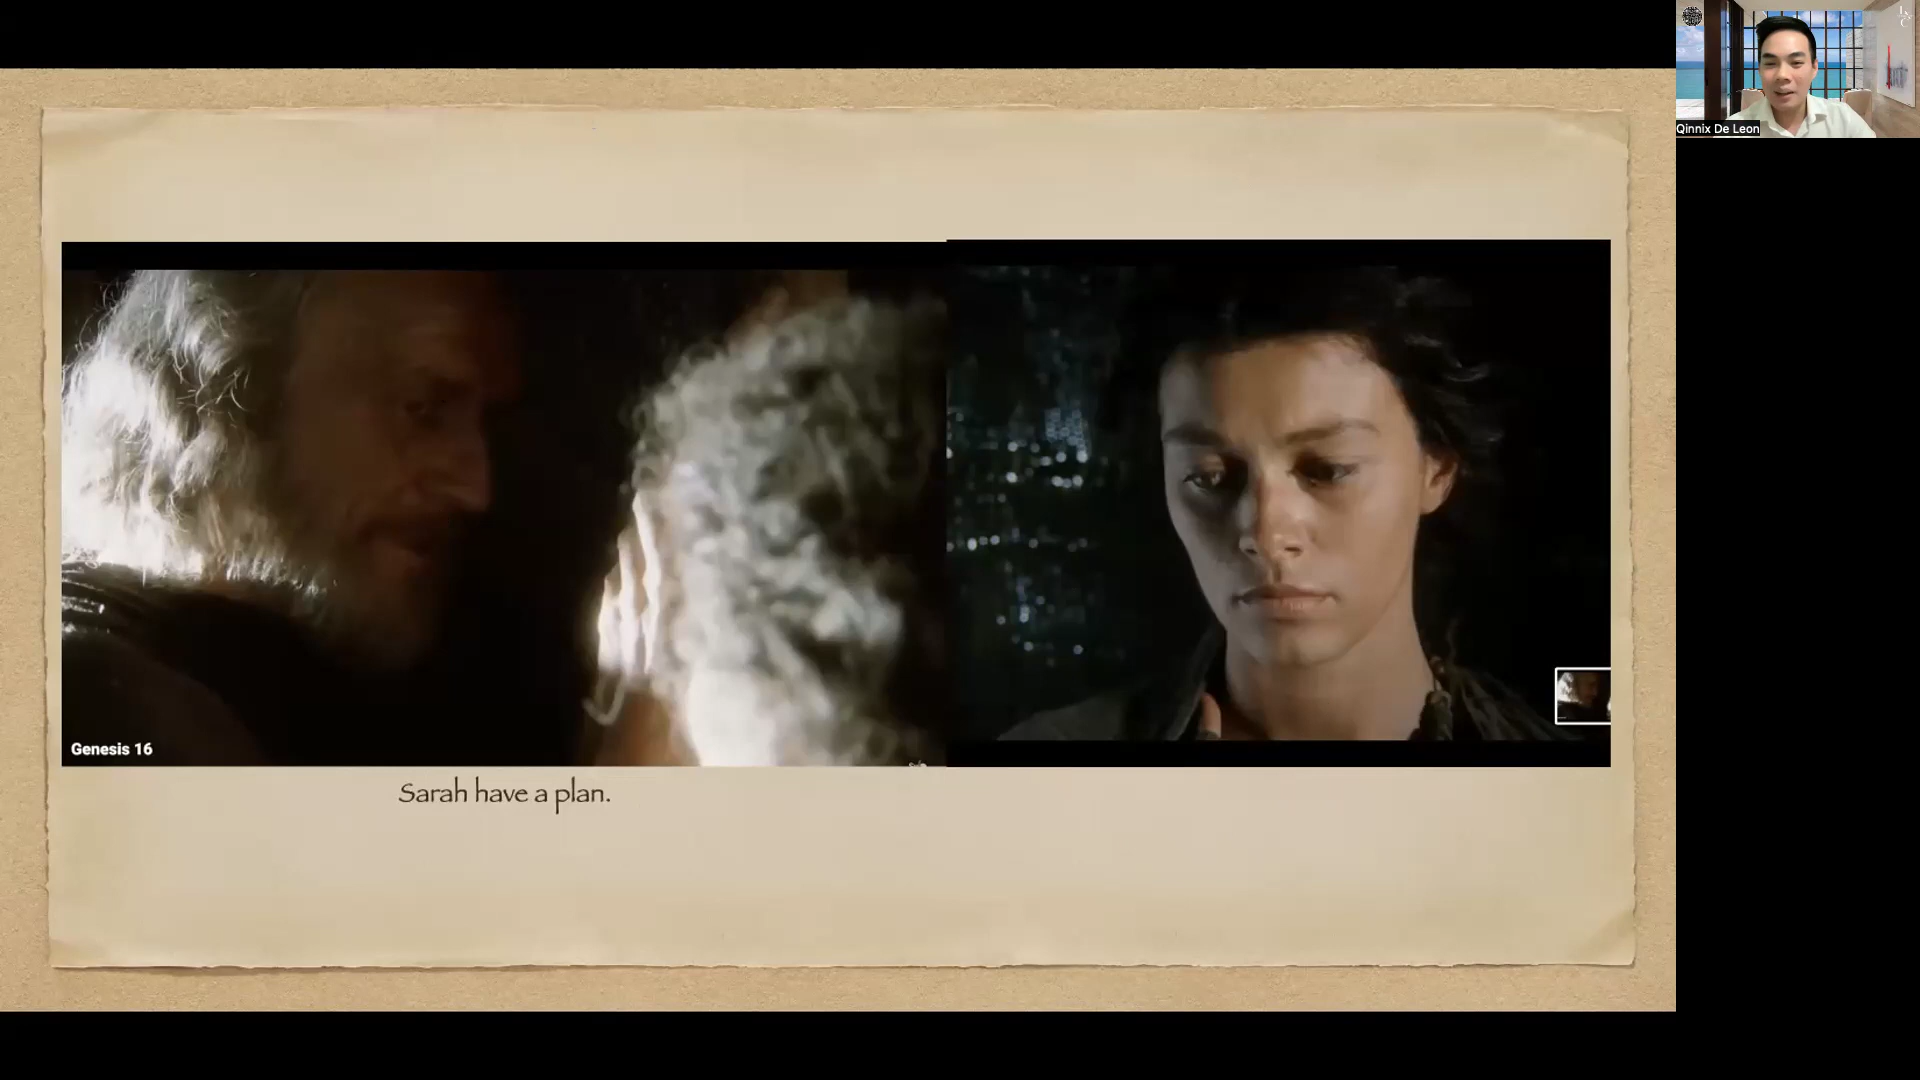 Qinnix De Leon
Genesis 16
Sarah have a plan.